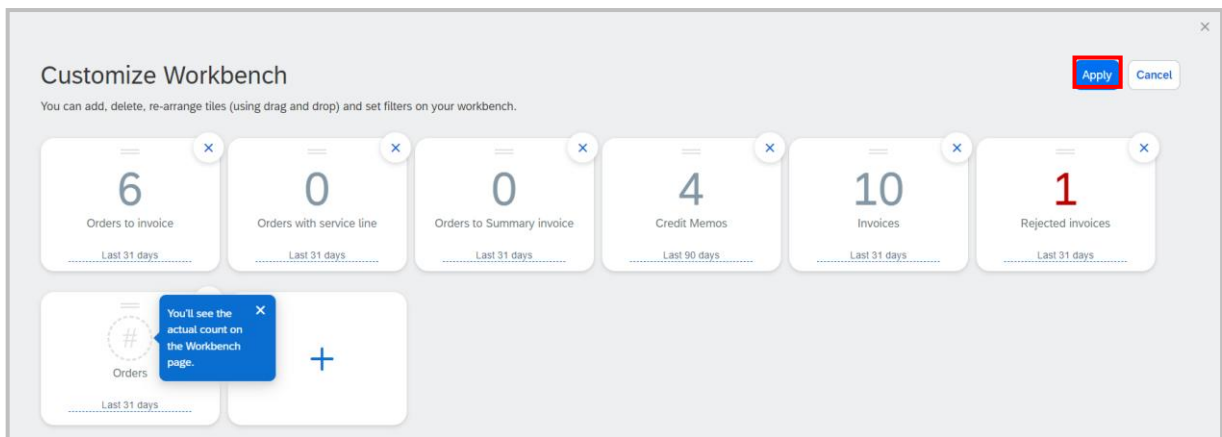 ×
Customize Workbench
Apply
Cancel
You can add, delete, re-arrange tiles (using drag and drop) and set filters on your workbench.
6
Orders to invoice
Last 31 days
0
Orders with service line
Last 31 days
0
Orders to Summary invoice
Last 31 days
4
Credit Memos
Last 90 days
10
Invoices
Last 31 days
1
Rejected invoices
Last 31 days
#
Orders
Last 31 days
You'll see the
actual count on
the Workbench
page.
+